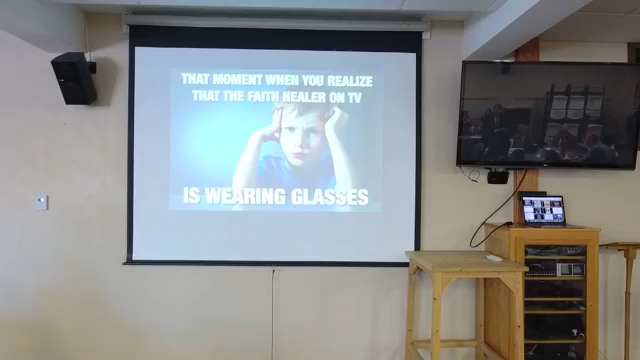 THAT MOMENT WHEN YOU REALIZE
THAT THE FAITH HEALER ON TV
IS WEARING GLASSES